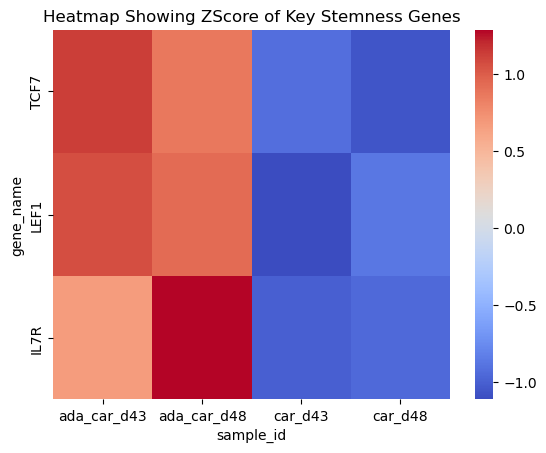 Heatmap Showing ZScore of Key Stemness Genes
gene_name
TCF7
LEF1
IL7R
ada_car_d43 ada_car_d48 car_d43 car_d48
sample_id
1.0
0.5
0.0
−0.5
−1.0